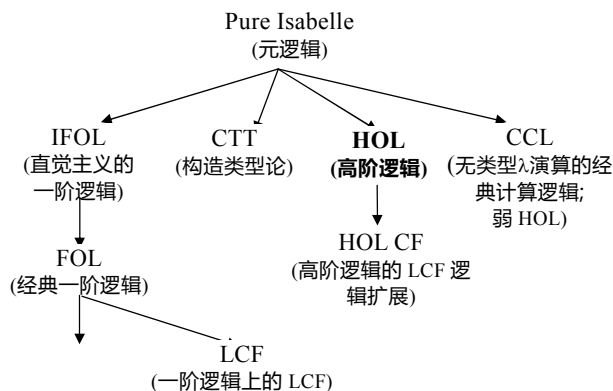 Pure Isabelle
(元逻辑)
IFOL
(直觉主义的
一阶逻辑)
CTT
(构造类型论)
HOL
(高阶逻辑)
CCL
(无类型λ演算的经
典计算逻辑;
弱 HOL)
FOL
(经典一阶逻辑)
HOL CF
(高阶逻辑的 LCF 逻
辑扩展)
LCF
(一阶逻辑上的 LCF)